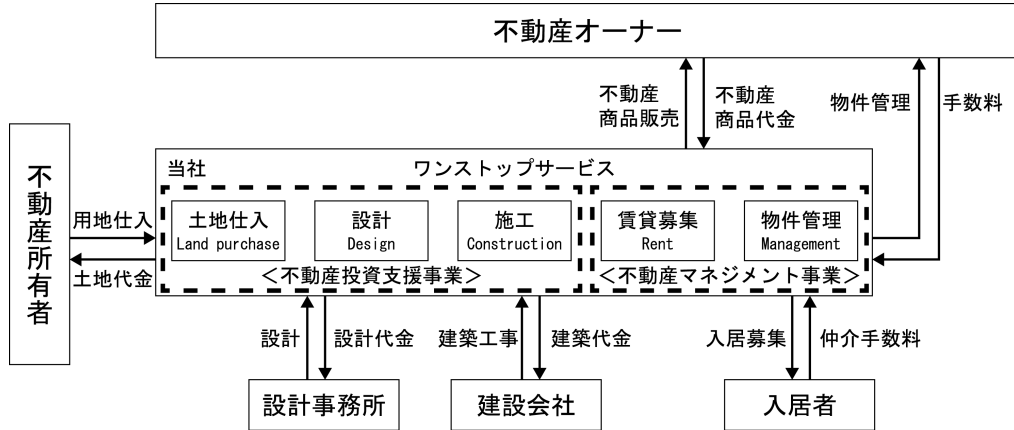 不動産オーナー
不動産
商品販売
不動産
商品代金
物件管理
手数料
不動産所有者
用地仕入
土地代金
当社
ワンストップサービス
土地仕入
Land purchase
設計
Design
施工
Construction
<不動産投資支援事業>
賃貸募集
Rent
物件管理
Management
<不動産マネジメント事業>
設計
設計代金
建築工事
建築代金
入居募集
仲介手数料
設計事務所
建設会社
入居者